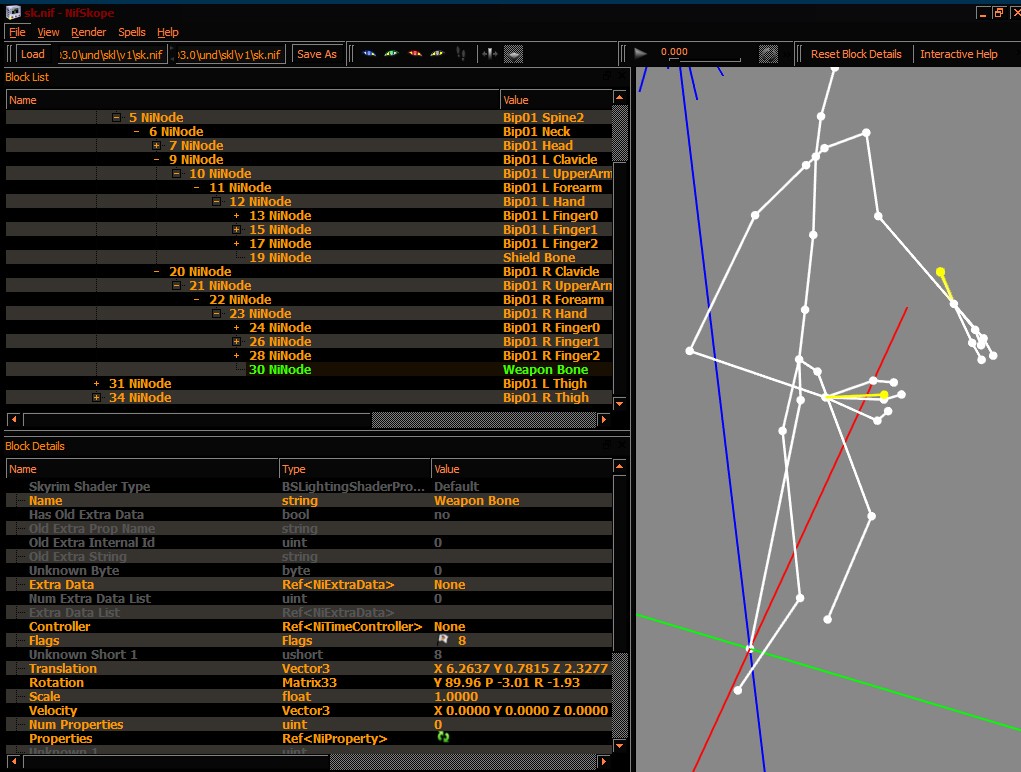 sk.nif - NifSkope
File View Render Spells Help
Load ı3.0\und\skl\v1\sk.nif ı3.0\und\skl\v1\sk.nif Save As 0.000 Reset Block Details Interactive Help
Block List
Name Value
5 NiNode Bip01 Spine2
6 NiNode Bip01 Neck
7 NiNode Bip01 Head
9 NiNode Bip01 L Clavicle
10 NiNode Bip01 L UpperArm
11 NiNode Bip01 L Forearm
12 NiNode Bip01 L Hand
13 NiNode Bip01 L Finger0
15 NiNode Bip01 L Finger1
17 NiNode Bip01 L Finger2
19 NiNode Shield Bone
20 NiNode Bip01 R Clavicle
21 NiNode Bip01 R UpperArm
22 NiNode Bip01 R Forearm
23 NiNode Bip01 R Hand
24 NiNode Bip01 R Finger0
26 NiNode Bip01 R Finger1
28 NiNode Bip01 R Finger2
30 NiNode Weapon Bone
31 NiNode Bip01 L Thigh
34 NiNode Bip01 R Thigh
Block Details
Name Type Value
Skyrim Shader Type BSLightingShaderPro... Default
Name string Weapon Bone
Has Old Extra Data bool no
Old Extra Prop Name string
Old Extra Internal Id uint 0
Old Extra String string
Unknown Byte byte 0
Extra Data Ref<NiExtraData> None
Num Extra Data List uint 0
Extra Data List Ref<NiExtraData>
Controller Ref<NiTimeController> None
Flags Flags 8
Unknown Short 1 ushort 8
Translation Vector3 X 6.2637 Y 0.7815 Z 2.3277
Rotation Matrix33 Y 89.96 P -3.01 R -1.93
Scale float 1.0000
Velocity Vector3 X 0.0000 Y 0.0000 Z 0.0000
Num Properties uint 0
Properties Ref<NiProperty>
Unknown 1 uint